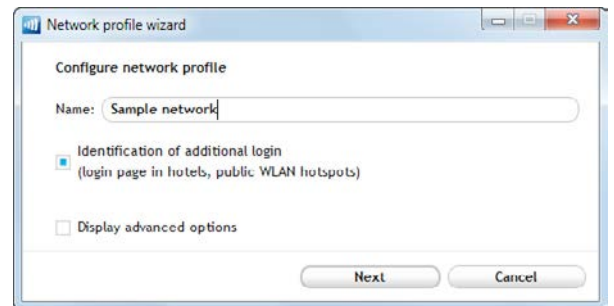 Network profile wizard
Configure network profile
Name: Sample network
Identification of additional login
(login page in hotels, public WLAN hotspots)
Display advanced options
Next Cancel